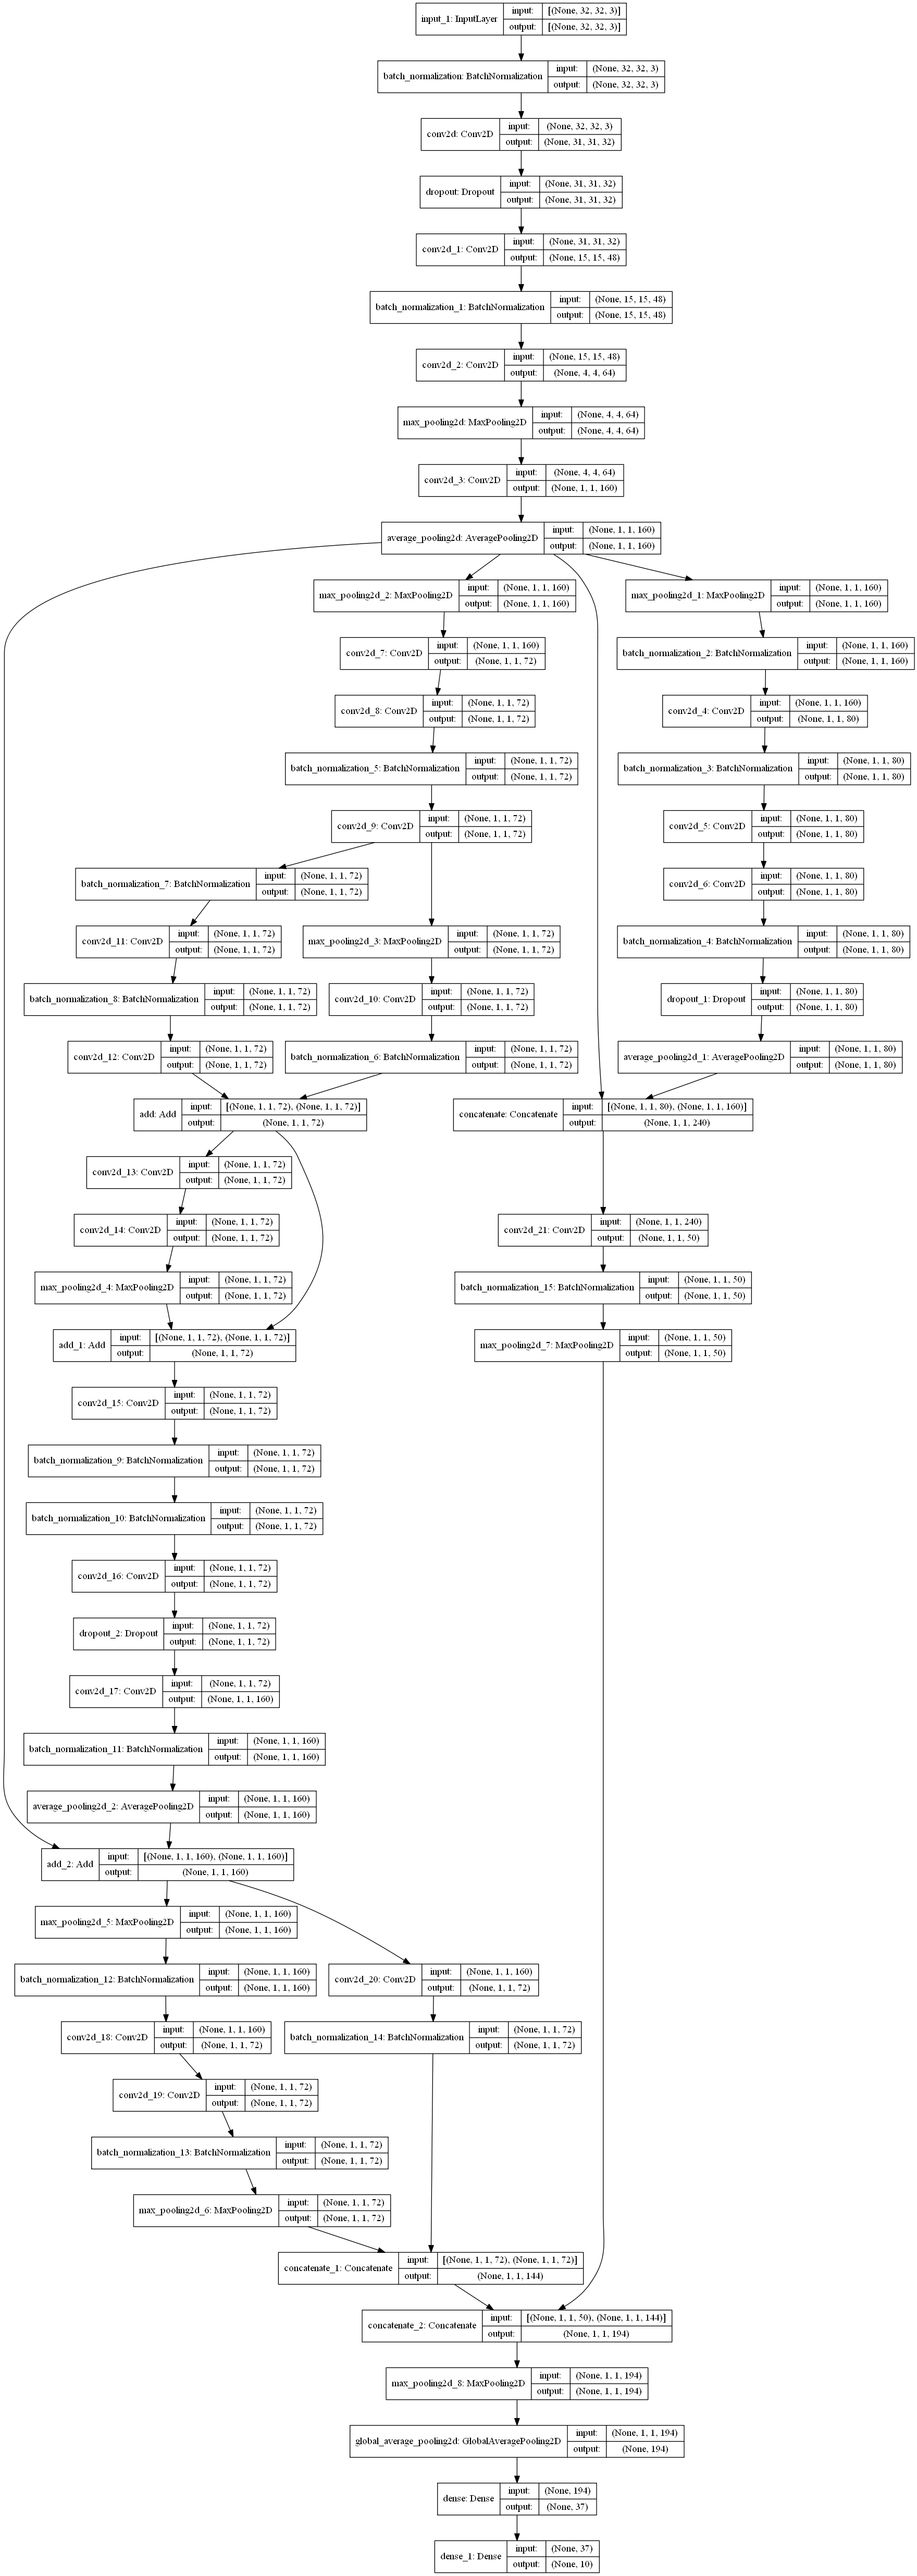 input_1: InputLayer
input: [(None, 32, 32, 3)]
output: [(None, 32, 32, 3)]
batch_normalization: BatchNormalization
input: (None, 32, 32, 3)
output: (None, 32, 32, 3)
conv2d: Conv2D
input: (None, 32, 32, 3)
output: (None, 31, 31, 32)
dropout: Dropout
input: (None, 31, 31, 32)
output: (None, 31, 31, 32)
conv2d_1: Conv2D
input: (None, 31, 31, 32)
output: (None, 15, 15, 48)
batch_normalization_1: BatchNormalization
input: (None, 15, 15, 48)
output: (None, 15, 15, 48)
conv2d_2: Conv2D
input: (None, 15, 15, 48)
output: (None, 4, 4, 64)
max_pooling2d: MaxPooling2D
input: (None, 4, 4, 64)
output: (None, 4, 4, 64)
conv2d_3: Conv2D
input: (None, 4, 4, 64)
output: (None, 1, 1, 160)
average_pooling2d: AveragePooling2D
input: (None, 1, 1, 160)
output: (None, 1, 1, 160)
max_pooling2d_2: MaxPooling2D
input: (None, 1, 1, 160)
output: (None, 1, 1, 160)
max_pooling2d_1: MaxPooling2D
input: (None, 1, 1, 160)
output: (None, 1, 1, 160)
conv2d_7: Conv2D
input: (None, 1, 1, 160)
output: (None, 1, 1, 72)
batch_normalization_2: BatchNormalization
input: (None, 1, 1, 160)
output: (None, 1, 1, 160)
conv2d_8: Conv2D
input: (None, 1, 1, 72)
output: (None, 1, 1, 72)
conv2d_4: Conv2D
input: (None, 1, 1, 160)
output: (None, 1, 1, 80)
batch_normalization_5: BatchNormalization
input: (None, 1, 1, 72)
output: (None, 1, 1, 72)
batch_normalization_3: BatchNormalization
input: (None, 1, 1, 80)
output: (None, 1, 1, 80)
conv2d_9: Conv2D
input: (None, 1, 1, 72)
output: (None, 1, 1, 72)
conv2d_5: Conv2D
input: (None, 1, 1, 80)
output: (None, 1, 1, 80)
batch_normalization_7: BatchNormalization
input: (None, 1, 1, 72)
output: (None, 1, 1, 72)
conv2d_6: Conv2D
input: (None, 1, 1, 80)
output: (None, 1, 1, 80)
conv2d_11: Conv2D
input: (None, 1, 1, 72)
output: (None, 1, 1, 72)
max_pooling2d_3: MaxPooling2D
input: (None, 1, 1, 72)
output: (None, 1, 1, 72)
batch_normalization_4: BatchNormalization
input: (None, 1, 1, 80)
output: (None, 1, 1, 80)
batch_normalization_8: BatchNormalization
input: (None, 1, 1, 72)
output: (None, 1, 1, 72)
conv2d_10: Conv2D
input: (None, 1, 1, 72)
output: (None, 1, 1, 72)
dropout_1: Dropout
input: (None, 1, 1, 80)
output: (None, 1, 1, 80)
conv2d_12: Conv2D
input: (None, 1, 1, 72)
output: (None, 1, 1, 72)
batch_normalization_6: BatchNormalization
input: (None, 1, 1, 72)
output: (None, 1, 1, 72)
average_pooling2d_1: AveragePooling2D
input: (None, 1, 1, 80)
output: (None, 1, 1, 80)
add: Add
input: [(None, 1, 1, 72), (None, 1, 1, 72)]
output: (None, 1, 1, 72)
concatenate: Concatenate
input: [(None, 1, 1, 80), (None, 1, 1, 160)]
output: (None, 1, 1, 240)
conv2d_13: Conv2D
input: (None, 1, 1, 72)
output: (None, 1, 1, 72)
conv2d_14: Conv2D
input: (None, 1, 1, 72)
output: (None, 1, 1, 72)
conv2d_21: Conv2D
input: (None, 1, 1, 240)
output: (None, 1, 1, 50)
max_pooling2d_4: MaxPooling2D
input: (None, 1, 1, 72)
output: (None, 1, 1, 72)
batch_normalization_15: BatchNormalization
input: (None, 1, 1, 50)
output: (None, 1, 1, 50)
add_1: Add
input: [(None, 1, 1, 72), (None, 1, 1, 72)]
output: (None, 1, 1, 72)
max_pooling2d_7: MaxPooling2D
input: (None, 1, 1, 50)
output: (None, 1, 1, 50)
conv2d_15: Conv2D
input: (None, 1, 1, 72)
output: (None, 1, 1, 72)
batch_normalization_9: BatchNormalization
input: (None, 1, 1, 72)
output: (None, 1, 1, 72)
batch_normalization_10: BatchNormalization
input: (None, 1, 1, 72)
output: (None, 1, 1, 72)
conv2d_16: Conv2D
input: (None, 1, 1, 72)
output: (None, 1, 1, 72)
dropout_2: Dropout
input: (None, 1, 1, 72)
output: (None, 1, 1, 72)
conv2d_17: Conv2D
input: (None, 1, 1, 72)
output: (None, 1, 1, 160)
batch_normalization_11: BatchNormalization
input: (None, 1, 1, 160)
output: (None, 1, 1, 160)
average_pooling2d_2: AveragePooling2D
input: (None, 1, 1, 160)
output: (None, 1, 1, 160)
add_2: Add
input: [(None, 1, 1, 160), (None, 1, 1, 160)]
output: (None, 1, 1, 160)
max_pooling2d_5: MaxPooling2D
input: (None, 1, 1, 160)
output: (None, 1, 1, 160)
batch_normalization_12: BatchNormalization
input: (None, 1, 1, 160)
output: (None, 1, 1, 160)
conv2d_20: Conv2D
input: (None, 1, 1, 160)
output: (None, 1, 1, 72)
conv2d_18: Conv2D
input: (None, 1, 1, 160)
output: (None, 1, 1, 72)
batch_normalization_14: BatchNormalization
input: (None, 1, 1, 72)
output: (None, 1, 1, 72)
conv2d_19: Conv2D
input: (None, 1, 1, 72)
output: (None, 1, 1, 72)
batch_normalization_13: BatchNormalization
input: (None, 1, 1, 72)
output: (None, 1, 1, 72)
max_pooling2d_6: MaxPooling2D
input: (None, 1, 1, 72)
output: (None, 1, 1, 72)
concatenate_1: Concatenate
input: [(None, 1, 1, 72), (None, 1, 1, 72)]
output: (None, 1, 1, 144)
concatenate_2: Concatenate
input: [(None, 1, 1, 50), (None, 1, 1, 144)]
output: (None, 1, 1, 194)
max_pooling2d_8: MaxPooling2D
input: (None, 1, 1, 194)
output: (None, 1, 1, 194)
global_average_pooling2d: GlobalAveragePooling2D
input: (None, 1, 1, 194)
output: (None, 194)
dense: Dense
input: (None, 194)
output: (None, 37)
dense_1: Dense
input: (None, 37)
output: (None, 10)